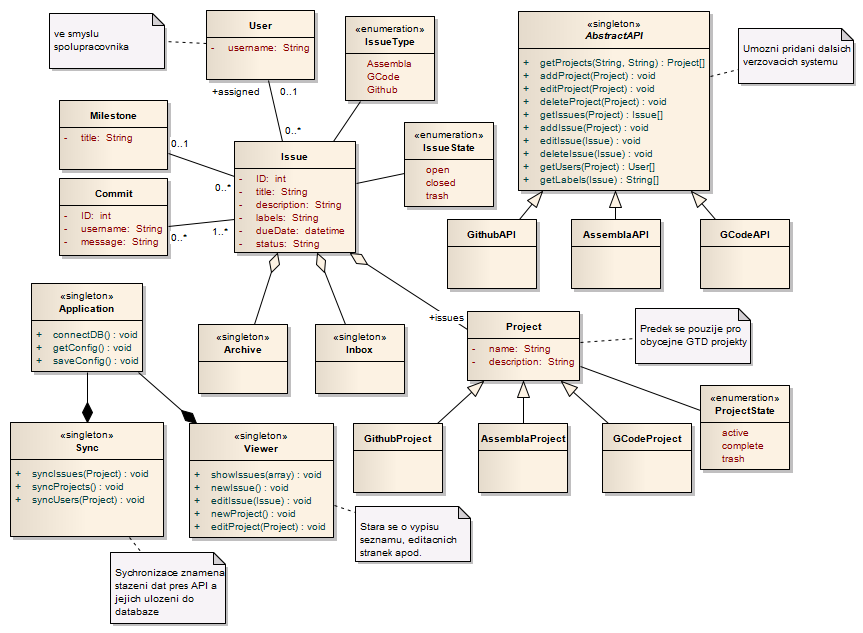 ve smyslu
spolupracovnika
User
- username: String
«enumeration»
IssueType
Assembla
GCode
Github
«singleton»
AbstractAPI
+ getProjects(String, String) : Project[]
+ addProject(Project) : void
+ editProject(Project) : void
+ deleteProject(Project) : void
+ getIssues(Project) : Issue[]
+ addIssue(Project) : void
+ editIssue(Issue) : void
+ deleteIssue(Issue) : void
+ getUsers(Project) : User[]
+ getLabels(Issue) : String[]
Umozni pridani dalsich
verzovacich systemu
+assigned
0..1
0..*
Milestone
- title: String
0..1
0..*
Commit
- ID: int
- username: String
- message: String
0..*
1..*
Issue
- ID: int
- title: String
- description: String
- labels: String
- dueDate: datetime
- status: String
«enumeration»
IssueState
open
closed
trash
GithubAPI
AssemblaAPI
GCodeAPI
«singleton»
Application
+ connectDB() : void
+ getConfig() : void
+ saveConfig() : void
«singleton»
Archive
«singleton»
Inbox
+issues
Project
- name: String
- description: String
Predek se pouzije pro
obycejne GTD projekty
«enumeration»
ProjectState
active
complete
trash
GithubProject
AssemblaProject
GCodeProject
«singleton»
Sync
+ syncIssues(Project) : void
+ syncProjects() : void
+ syncUsers(Project) : void
«singleton»
Viewer
+ showIssues(array) : void
+ newIssue() : void
+ editIssue(Issue) : void
+ newProject() : void
+ editProject(Project) : void
Stara se o vypisu
seznamu, editacnich
stranek apod.
Sychronizace znamena
stazeni dat pres API a
jejich ulozeni do
databaze